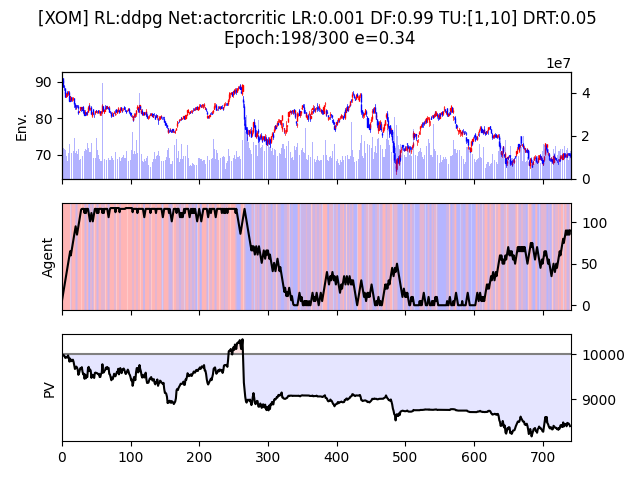 [XOM] RL:ddpg Net:actorcritic LR:0.001 DF:0.99 TU:[1,10] DRT:0.05
Epoch:198/300 e=0.34
1e7
90
80
70
Env.
4
2
0
Agent
100
50
0
PV
10000
9000
0 100 200 300 400 500 600 700